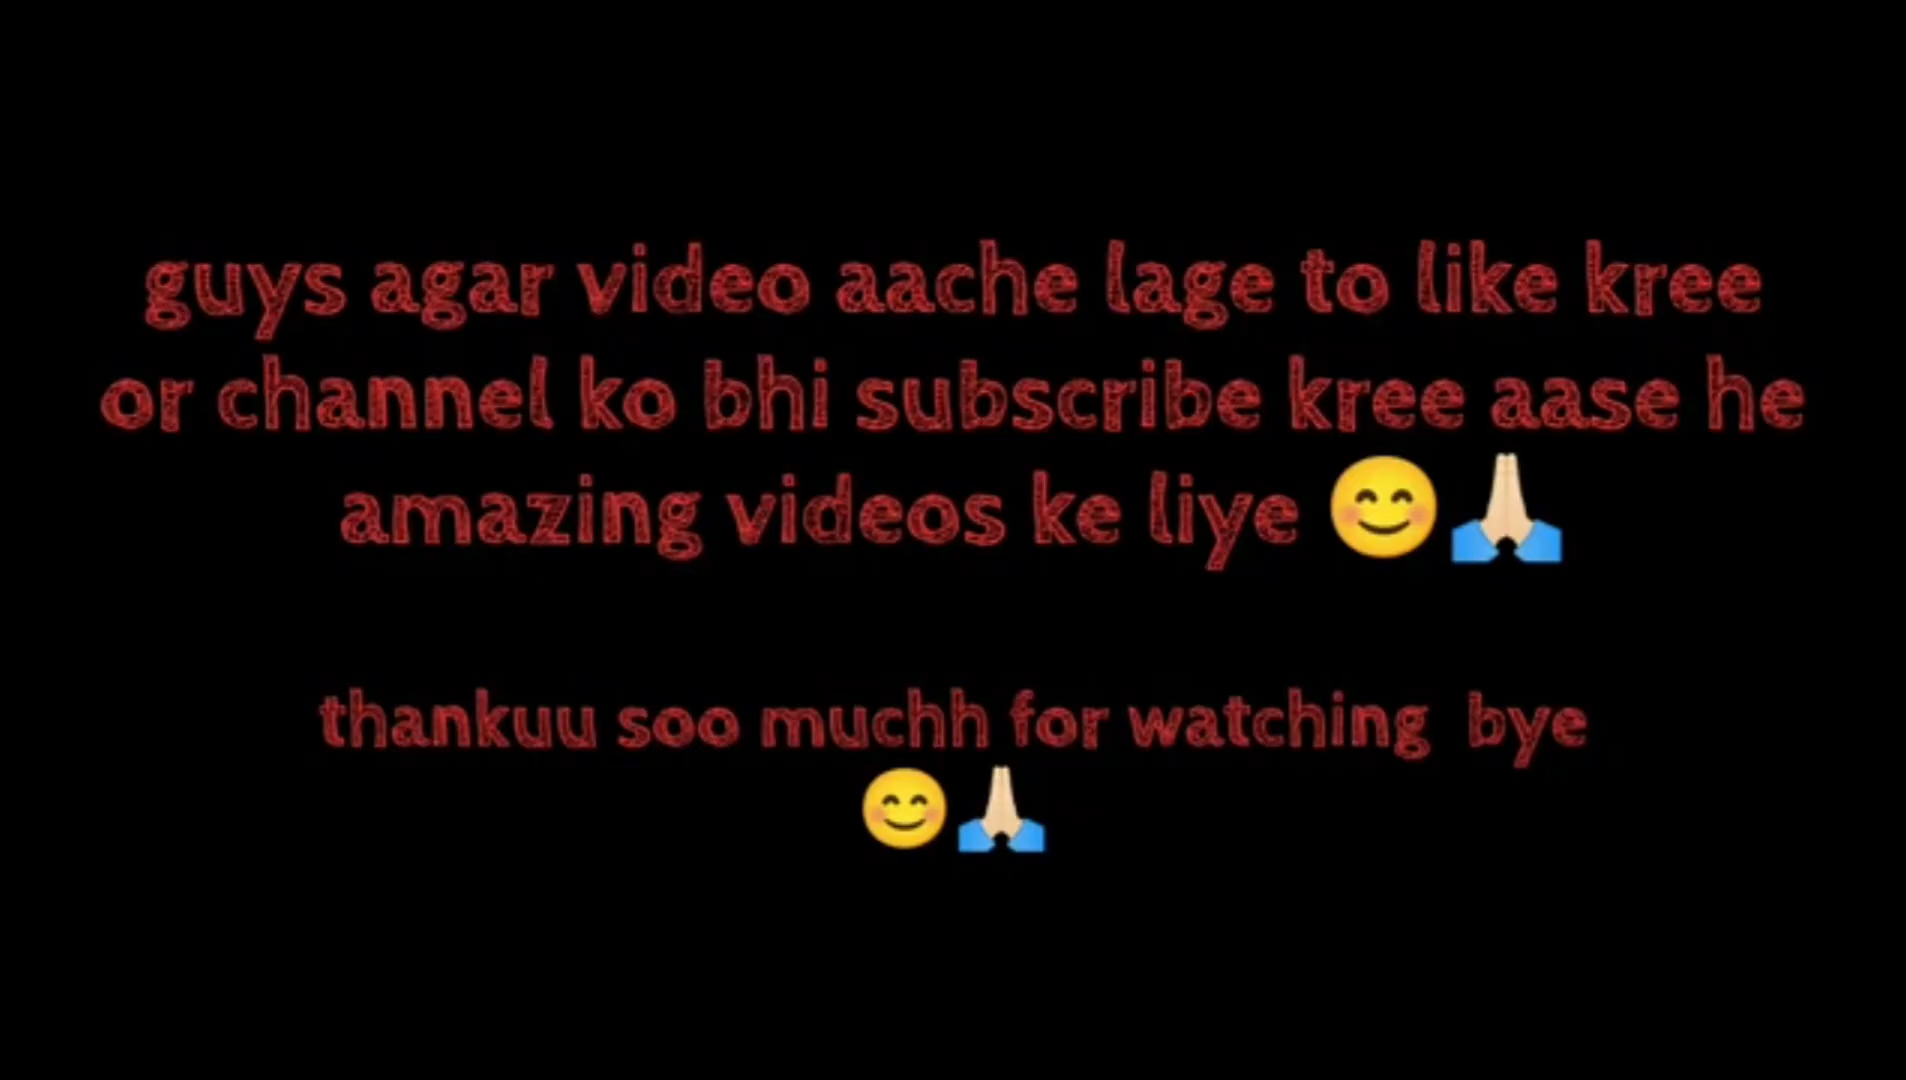 guys agar video aache lage to like kree
or channel ko bhi subscribe kree aase he
amazing videos ke liye 😊🙏🏻
thankuu soo muchh for watching  bye
😊🙏🏻